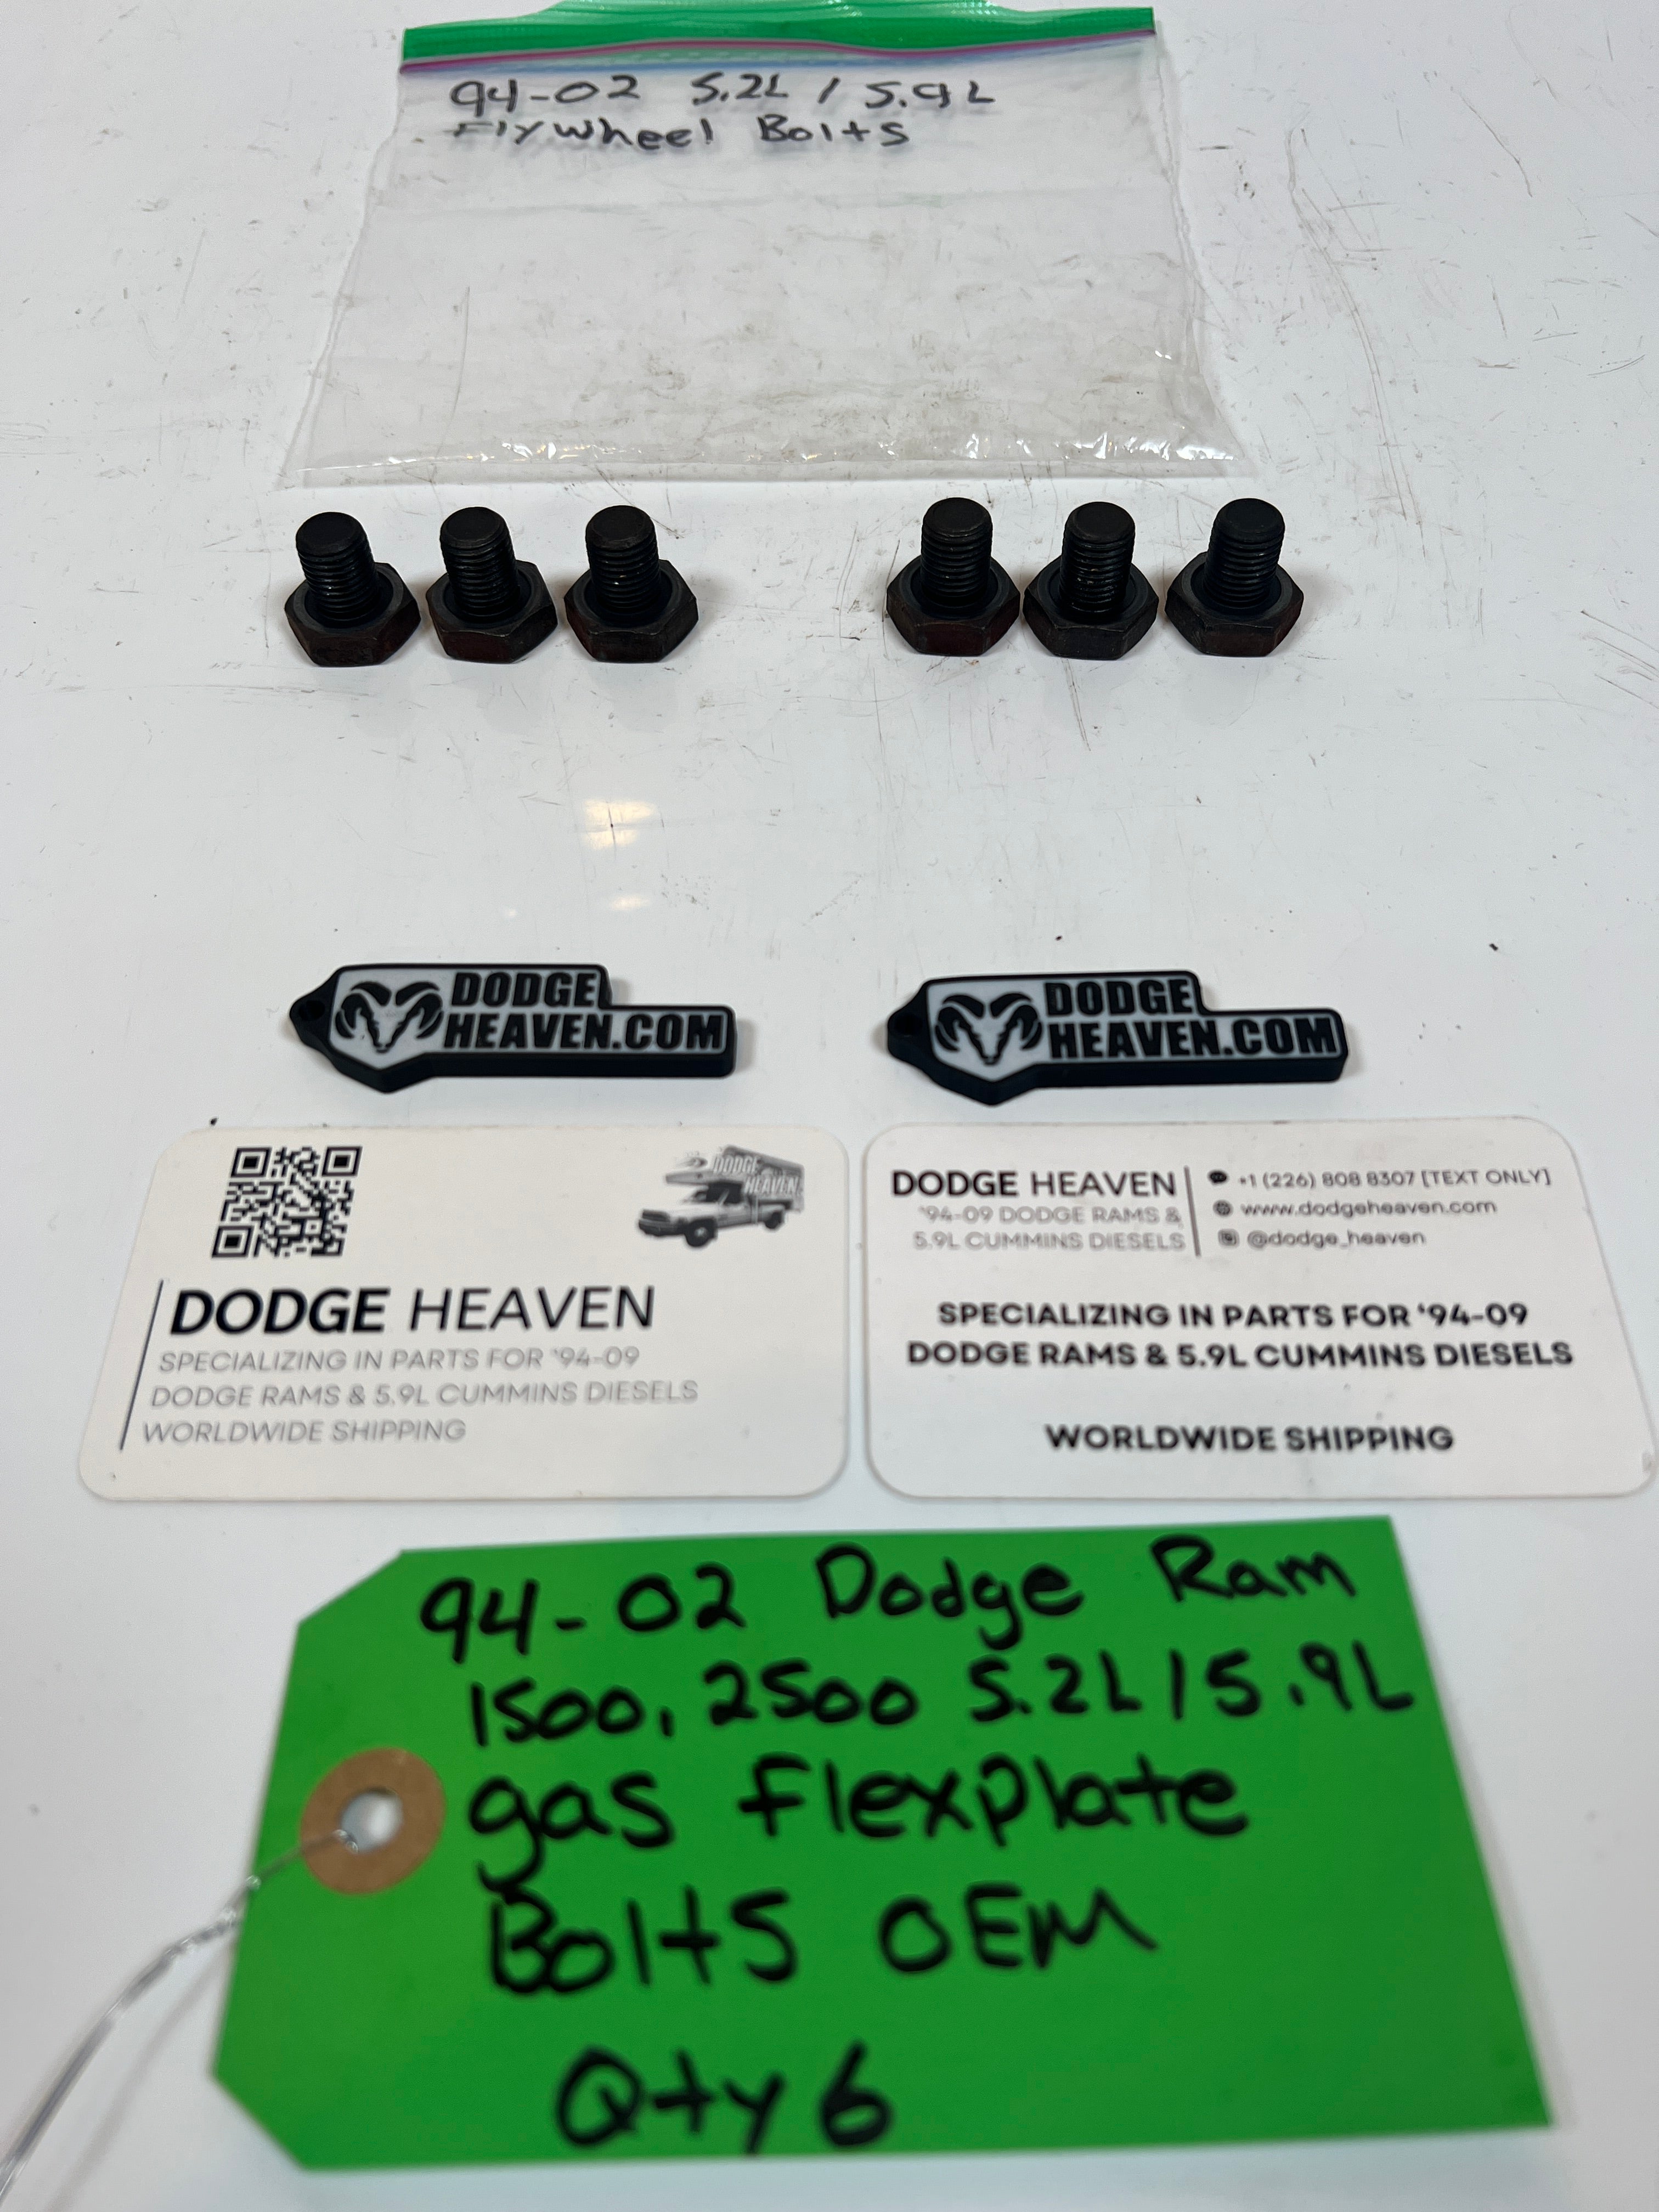 94-02 5.2L / 5.9L
Flywheel Bolts
DODGE
HEAVEN.COM
DODGE
HEAVEN.COM
DODGE
HEAVEN
DODGE HEAVEN
SPECIALIZING IN PARTS FOR '94-09
DODGE RAMS & 5.9L CUMMINS DIESELS
WORLDWIDE SHIPPING
DODGE HEAVEN
'94-09 DODGE RAMS &
5.9L CUMMINS DIESELS
+1 (226) 808 8307 [TEXT ONLY]
www.dodgeheaven.com
@dodge_heaven
SPECIALIZING IN PARTS FOR '94-09
DODGE RAMS & 5.9L CUMMINS DIESELS
WORLDWIDE SHIPPING
94-02 Dodge Ram
1500, 2500 5.2L / 5.9L
gas flexplate
Bolts OEM
Qty 6